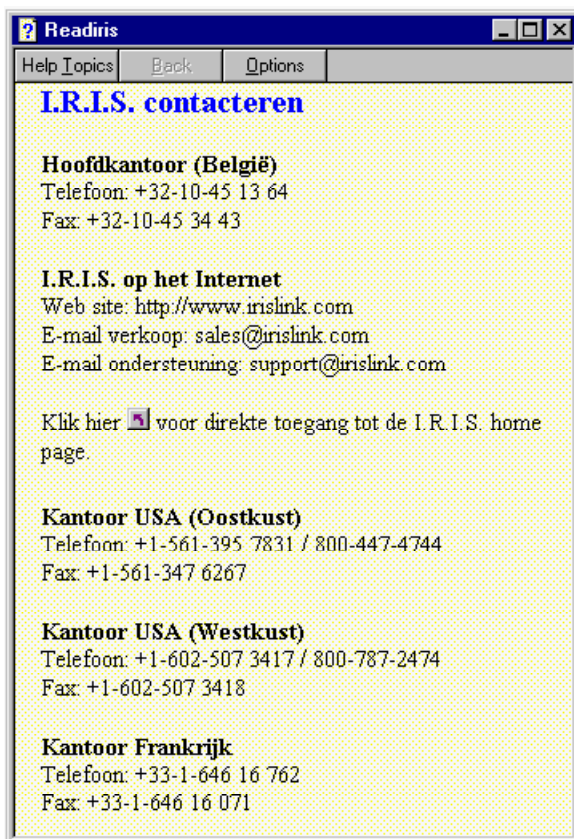 Readiris
Help Topics Back Options
I.R.I.S. contacteren
Hoofdkantoor (België)
Telefoon: +32-10-45 13 64
Fax: +32-10-45 34 43
I.R.I.S. op het Internet
Web site: http://www.irislink.com
E-mail verkoop: sales@irislink.com
E-mail ondersteuning: support@irislink.com
Klik hier voor direkte toegang tot de I.R.I.S. home
page.
Kantoor USA (Oostkust)
Telefoon: +1-561-395 7831 / 800-447-4744
Fax: +1-561-347 6267
Kantoor USA (Westkust)
Telefoon: +1-602-507 3417 / 800-787-2474
Fax: +1-602-507 3418
Kantoor Frankrijk
Telefoon: +33-1-646 16 762
Fax: +33-1-646 16 071